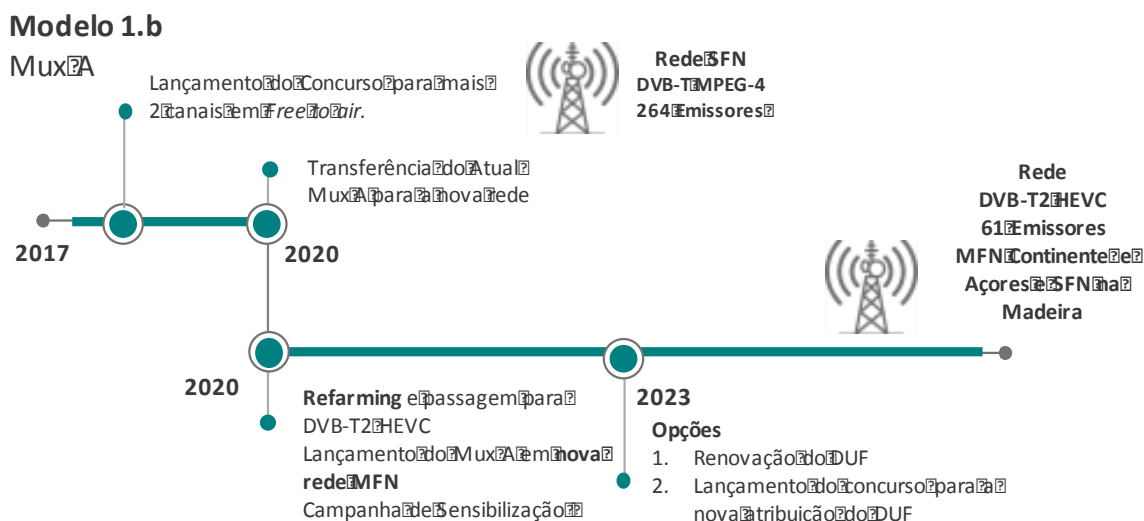 Modelo 1.b
Mux A
Lançamento do Concurso para mais
2 canais em Free to air.
Rede SFN
DVB-T MPEG-4
264 Emissores
Transferência do Atual
Mux A para a nova rede
2017
2020
Rede
DVB-T2 HEVC
61 Emissores
MFN Continente e
Açores e SFN na
Madeira
2020
Refarming e passagem para
DVB-T2 HEVC
Lançamento do Mux A em nova
rede MFN
Campanha de Sensibilização
2023
Opções
1. Renovação do DUF
2. Lançamento do concurso para a
nova atribuição do DUF